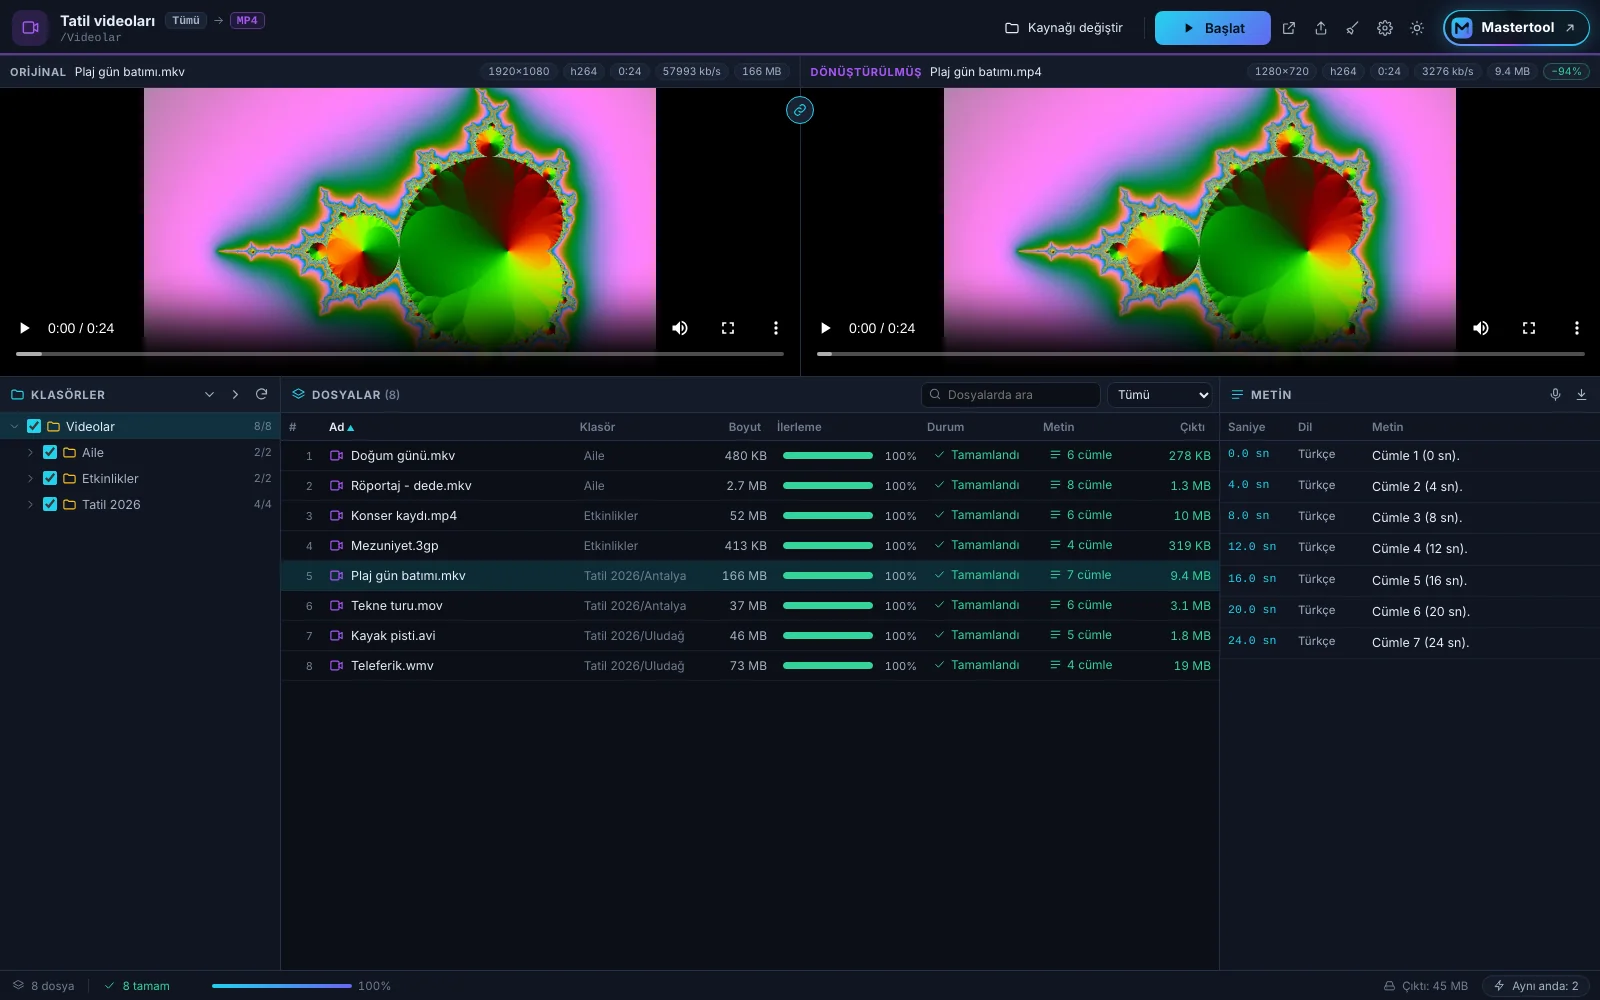 Tatil videoları Tümü → MP4
/Videolar
Kaynağı değiştir
Başlat
Mastertool
ORİJİNAL Plaj gün batımı.mkv 1920×1080 h264 0:24 57993 kb/s 166 MB
DÖNÜŞTÜRÜLMÜŞ Plaj gün batımı.mp4 1280×720 h264 0:24 3276 kb/s 9.4 MB −94%
0:00 / 0:24
0:00 / 0:24
KLASÖRLER
Videolar 8/8
Aile 2/2
Etkinlikler 2/2
Tatil 2026 4/4
DOSYALAR (8) Dosyalarda ara Tümü
# Ad Klasör Boyut İlerleme Durum Metin Çıktı
1 Doğum günü.mkv Aile 480 KB 100% Tamamlandı 6 cümle 278 KB
2 Röportaj - dede.mkv Aile 2.7 MB 100% Tamamlandı 8 cümle 1.3 MB
3 Konser kaydı.mp4 Etkinlikler 52 MB 100% Tamamlandı 6 cümle 10 MB
4 Mezuniyet.3gp Etkinlikler 413 KB 100% Tamamlandı 4 cümle 319 KB
5 Plaj gün batımı.mkv Tatil 2026/Antalya 166 MB 100% Tamamlandı 7 cümle 9.4 MB
6 Tekne turu.mov Tatil 2026/Antalya 37 MB 100% Tamamlandı 6 cümle 3.1 MB
7 Kayak pisti.avi Tatil 2026/Uludağ 46 MB 100% Tamamlandı 5 cümle 1.8 MB
8 Teleferik.wmv Tatil 2026/Uludağ 73 MB 100% Tamamlandı 4 cümle 19 MB
METİN
Saniye Dil Metin
0.0 sn Türkçe Cümle 1 (0 sn).
4.0 sn Türkçe Cümle 2 (4 sn).
8.0 sn Türkçe Cümle 3 (8 sn).
12.0 sn Türkçe Cümle 4 (12 sn).
16.0 sn Türkçe Cümle 5 (16 sn).
20.0 sn Türkçe Cümle 6 (20 sn).
24.0 sn Türkçe Cümle 7 (24 sn).
8 dosya 8 tamam 100% Çıktı: 45 MB Aynı anda: 2